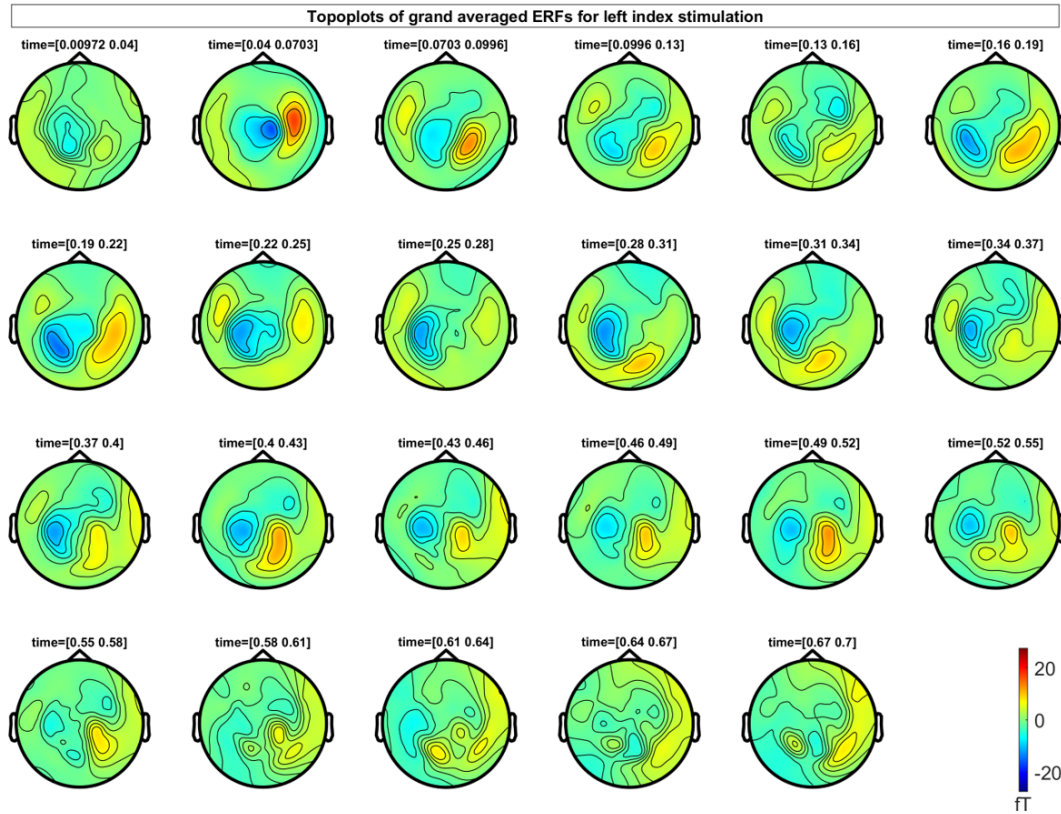 Topoplots of grand averaged ERFs for left index stimulation
time=[0.00972 0.04] time=[0.04 0.0703] time=[0.0703 0.0996] time=[0.0996 0.13] time=[0.13 0.16] time=[0.16 0.19]
time=[0.19 0.22] time=[0.22 0.25] time=[0.25 0.28] time=[0.28 0.31] time=[0.31 0.34] time=[0.34 0.37]
time=[0.37 0.4] time=[0.4 0.43] time=[0.43 0.46] time=[0.46 0.49] time=[0.49 0.52] time=[0.52 0.55]
time=[0.55 0.58] time=[0.58 0.61] time=[0.61 0.64] time=[0.64 0.67] time=[0.67 0.7]
20
0
-20
fT